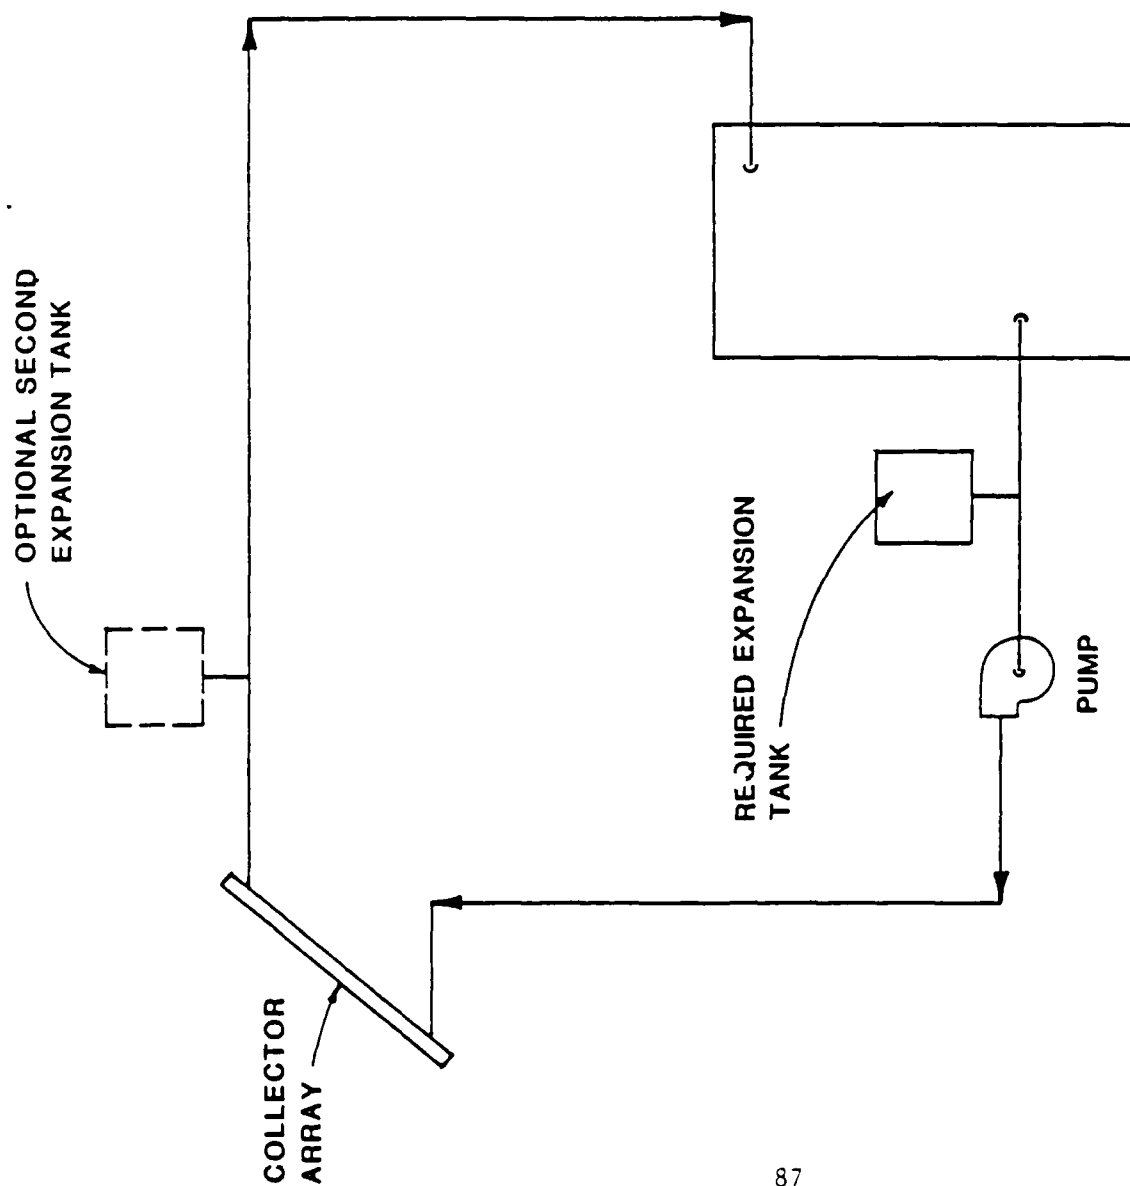 OPTIONAL SECOND
EXPANSION TANK
REQUIRED EXPANSION
TANK
PUMP
COLLECTOR
ARRAY
87